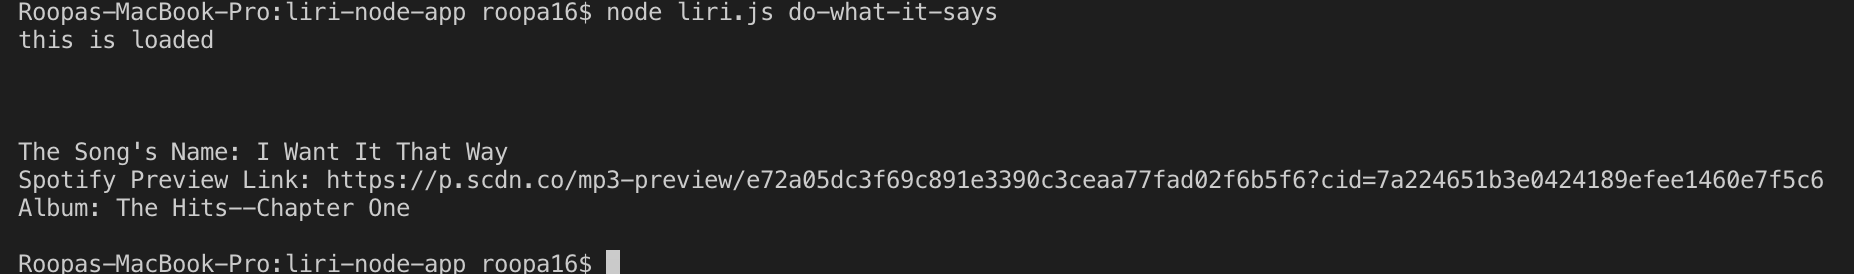 Roopas-MacBook-Pro:liri-node-app roopa16$ node liri.js do-what-it-says
this is loaded
The Song's Name: I Want It That Way
Spotify Preview Link: https://p.scdn.co/mp3-preview/e72a05dc3f69c891e3390c3ceaa77fad02f6b5f6?cid=7a224651b3e0424189efee1460e7f5c6
Album: The Hits--Chapter One
Roopas-MacBook-Pro:liri-node-app roopa16$